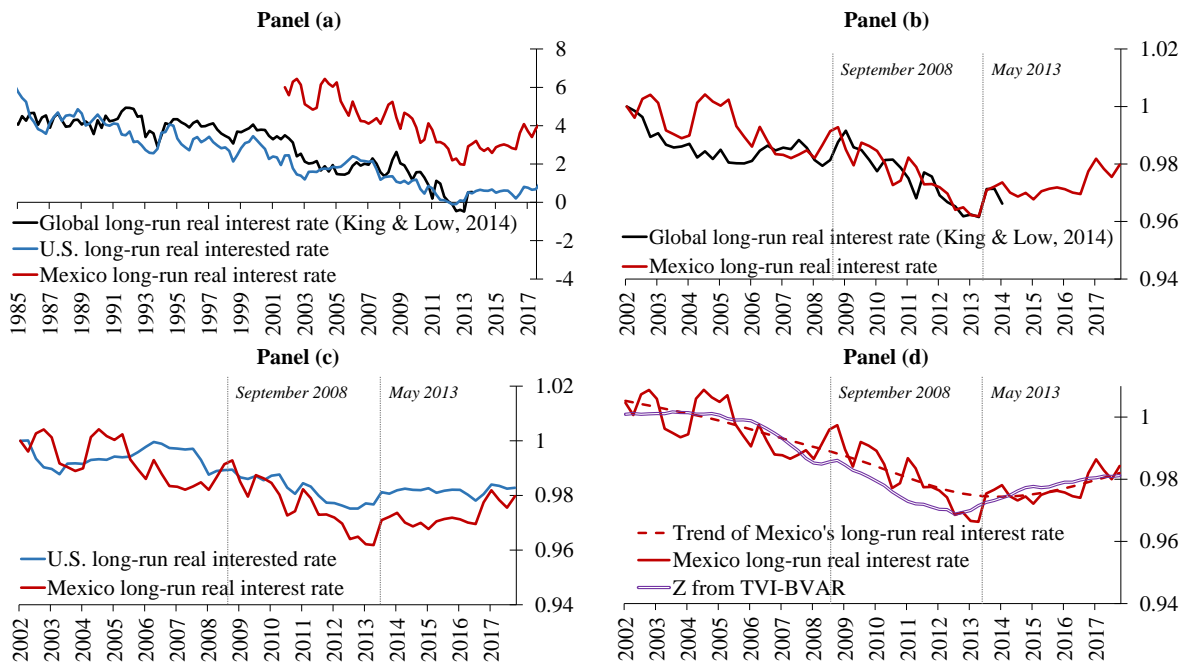 Panel (a)
8
6
4
2
0
-2
-4
Global long-run real interest rate (King & Low, 2014)
U.S. long-run real interested rate
Mexico long-run real interest rate
1985 1987 1989 1991 1993 1995 1997 1999 2001 2003 2005 2007 2009 2011 2013 2015 2017
Panel (b)
1.02
1
0.98
0.96
0.94
September 2008
May 2013
Global long-run real interest rate (King & Low, 2014)
Mexico long-run real interest rate
2002 2003 2004 2005 2006 2007 2008 2009 2010 2011 2012 2013 2014 2015 2016 2017
Panel (c)
1.02
1
0.98
0.96
0.94
September 2008
May 2013
U.S. long-run real interested rate
Mexico long-run real interest rate
2002 2003 2004 2005 2006 2007 2008 2009 2010 2011 2012 2013 2014 2015 2016 2017
Panel (d)
1
0.98
0.96
0.94
September 2008
May 2013
Trend of Mexico's long-run real interest rate
Mexico long-run real interest rate
Z from TVI-BVAR
2002 2003 2004 2005 2006 2007 2008 2009 2010 2011 2012 2013 2014 2015 2016 2017